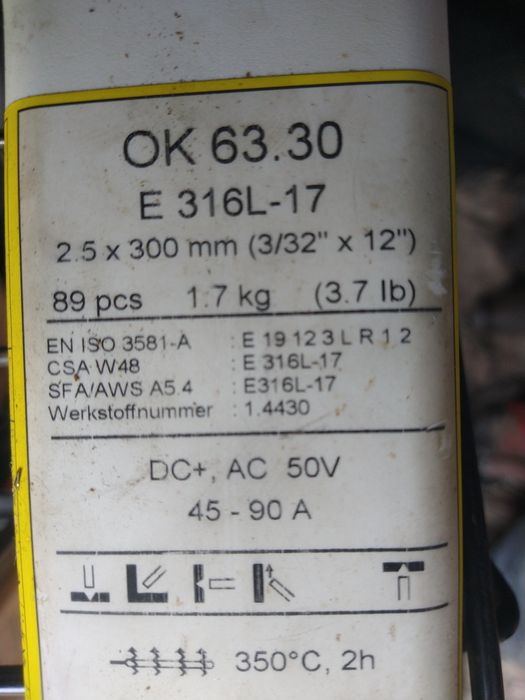 OK 63.30
E 316L-17
2.5 x 300 mm (3/32" x 12")
89 pcs 1.7 kg (3.7 lb)
EN ISO 3581-A : E 19 12 3 L R 1 2
CSA W48 : E 316L-17
SFA/AWS A5.4 : E316L-17
Werkstoffnummer : 1.4430
DC+, AC 50V
45 - 90 A
350°C, 2h